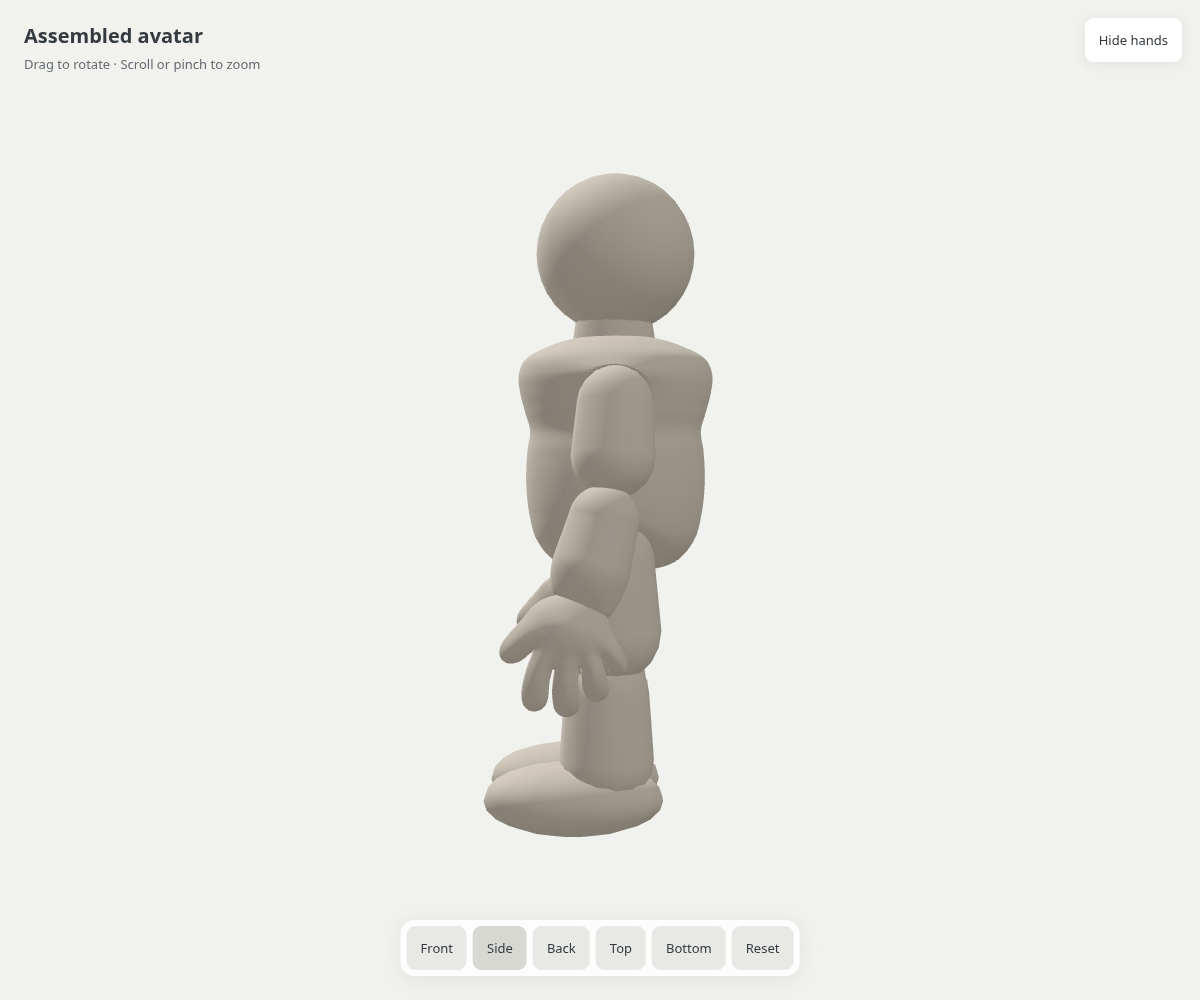 Assembled avatar
Drag to rotate · Scroll or pinch to zoom
Hide hands
Front
Side
Back
Top
Bottom
Reset